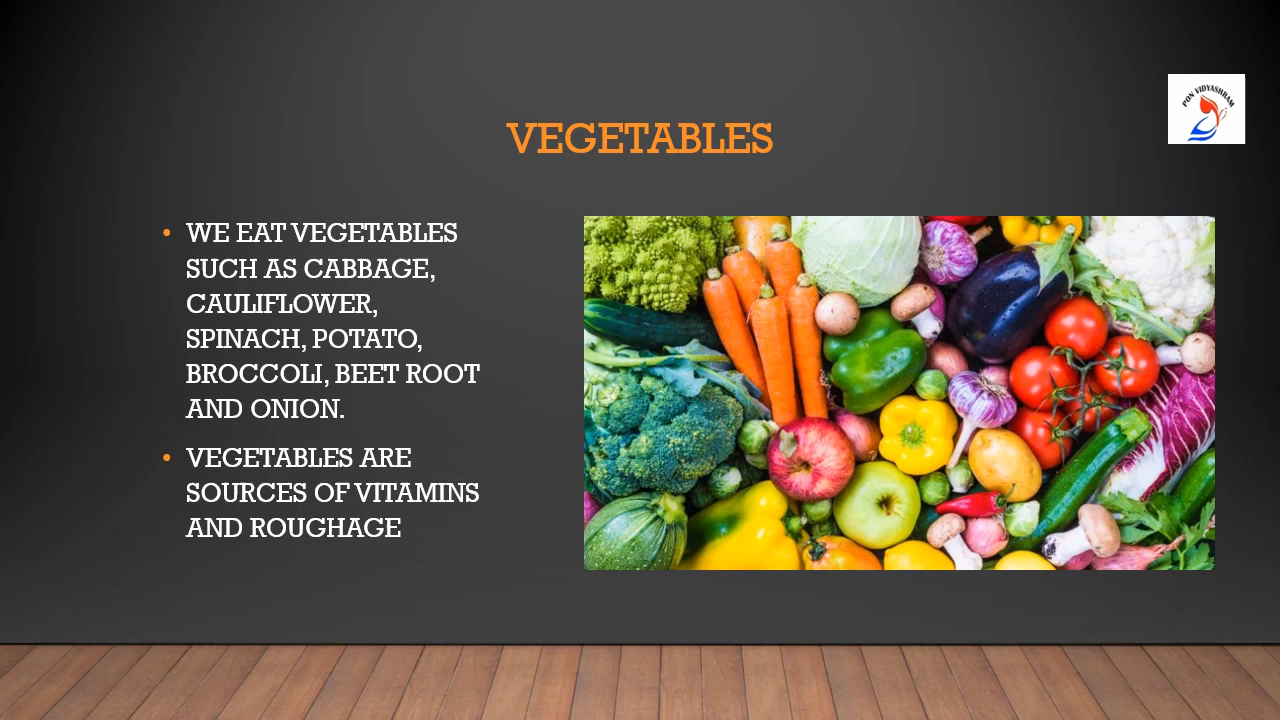 PON VIDYASHRAM
VEGETABLES
• WE EAT VEGETABLES
SUCH AS CABBAGE,
CAULIFLOWER,
SPINACH, POTATO,
BROCCOLI, BEET ROOT
AND ONION.
• VEGETABLES ARE
SOURCES OF VITAMINS
AND ROUGHAGE